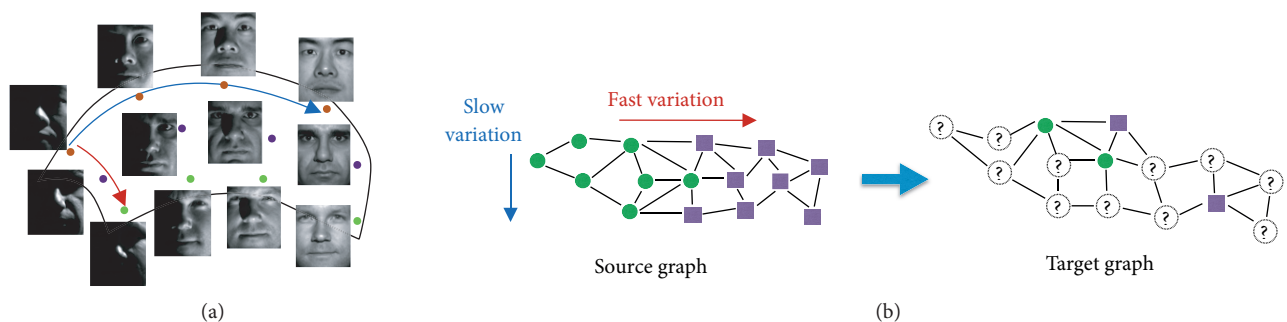 Slow
variation
Fast variation
?
?
?
?
?
?
?
?
?
?
?
Source graph
Target graph
(a)
(b)